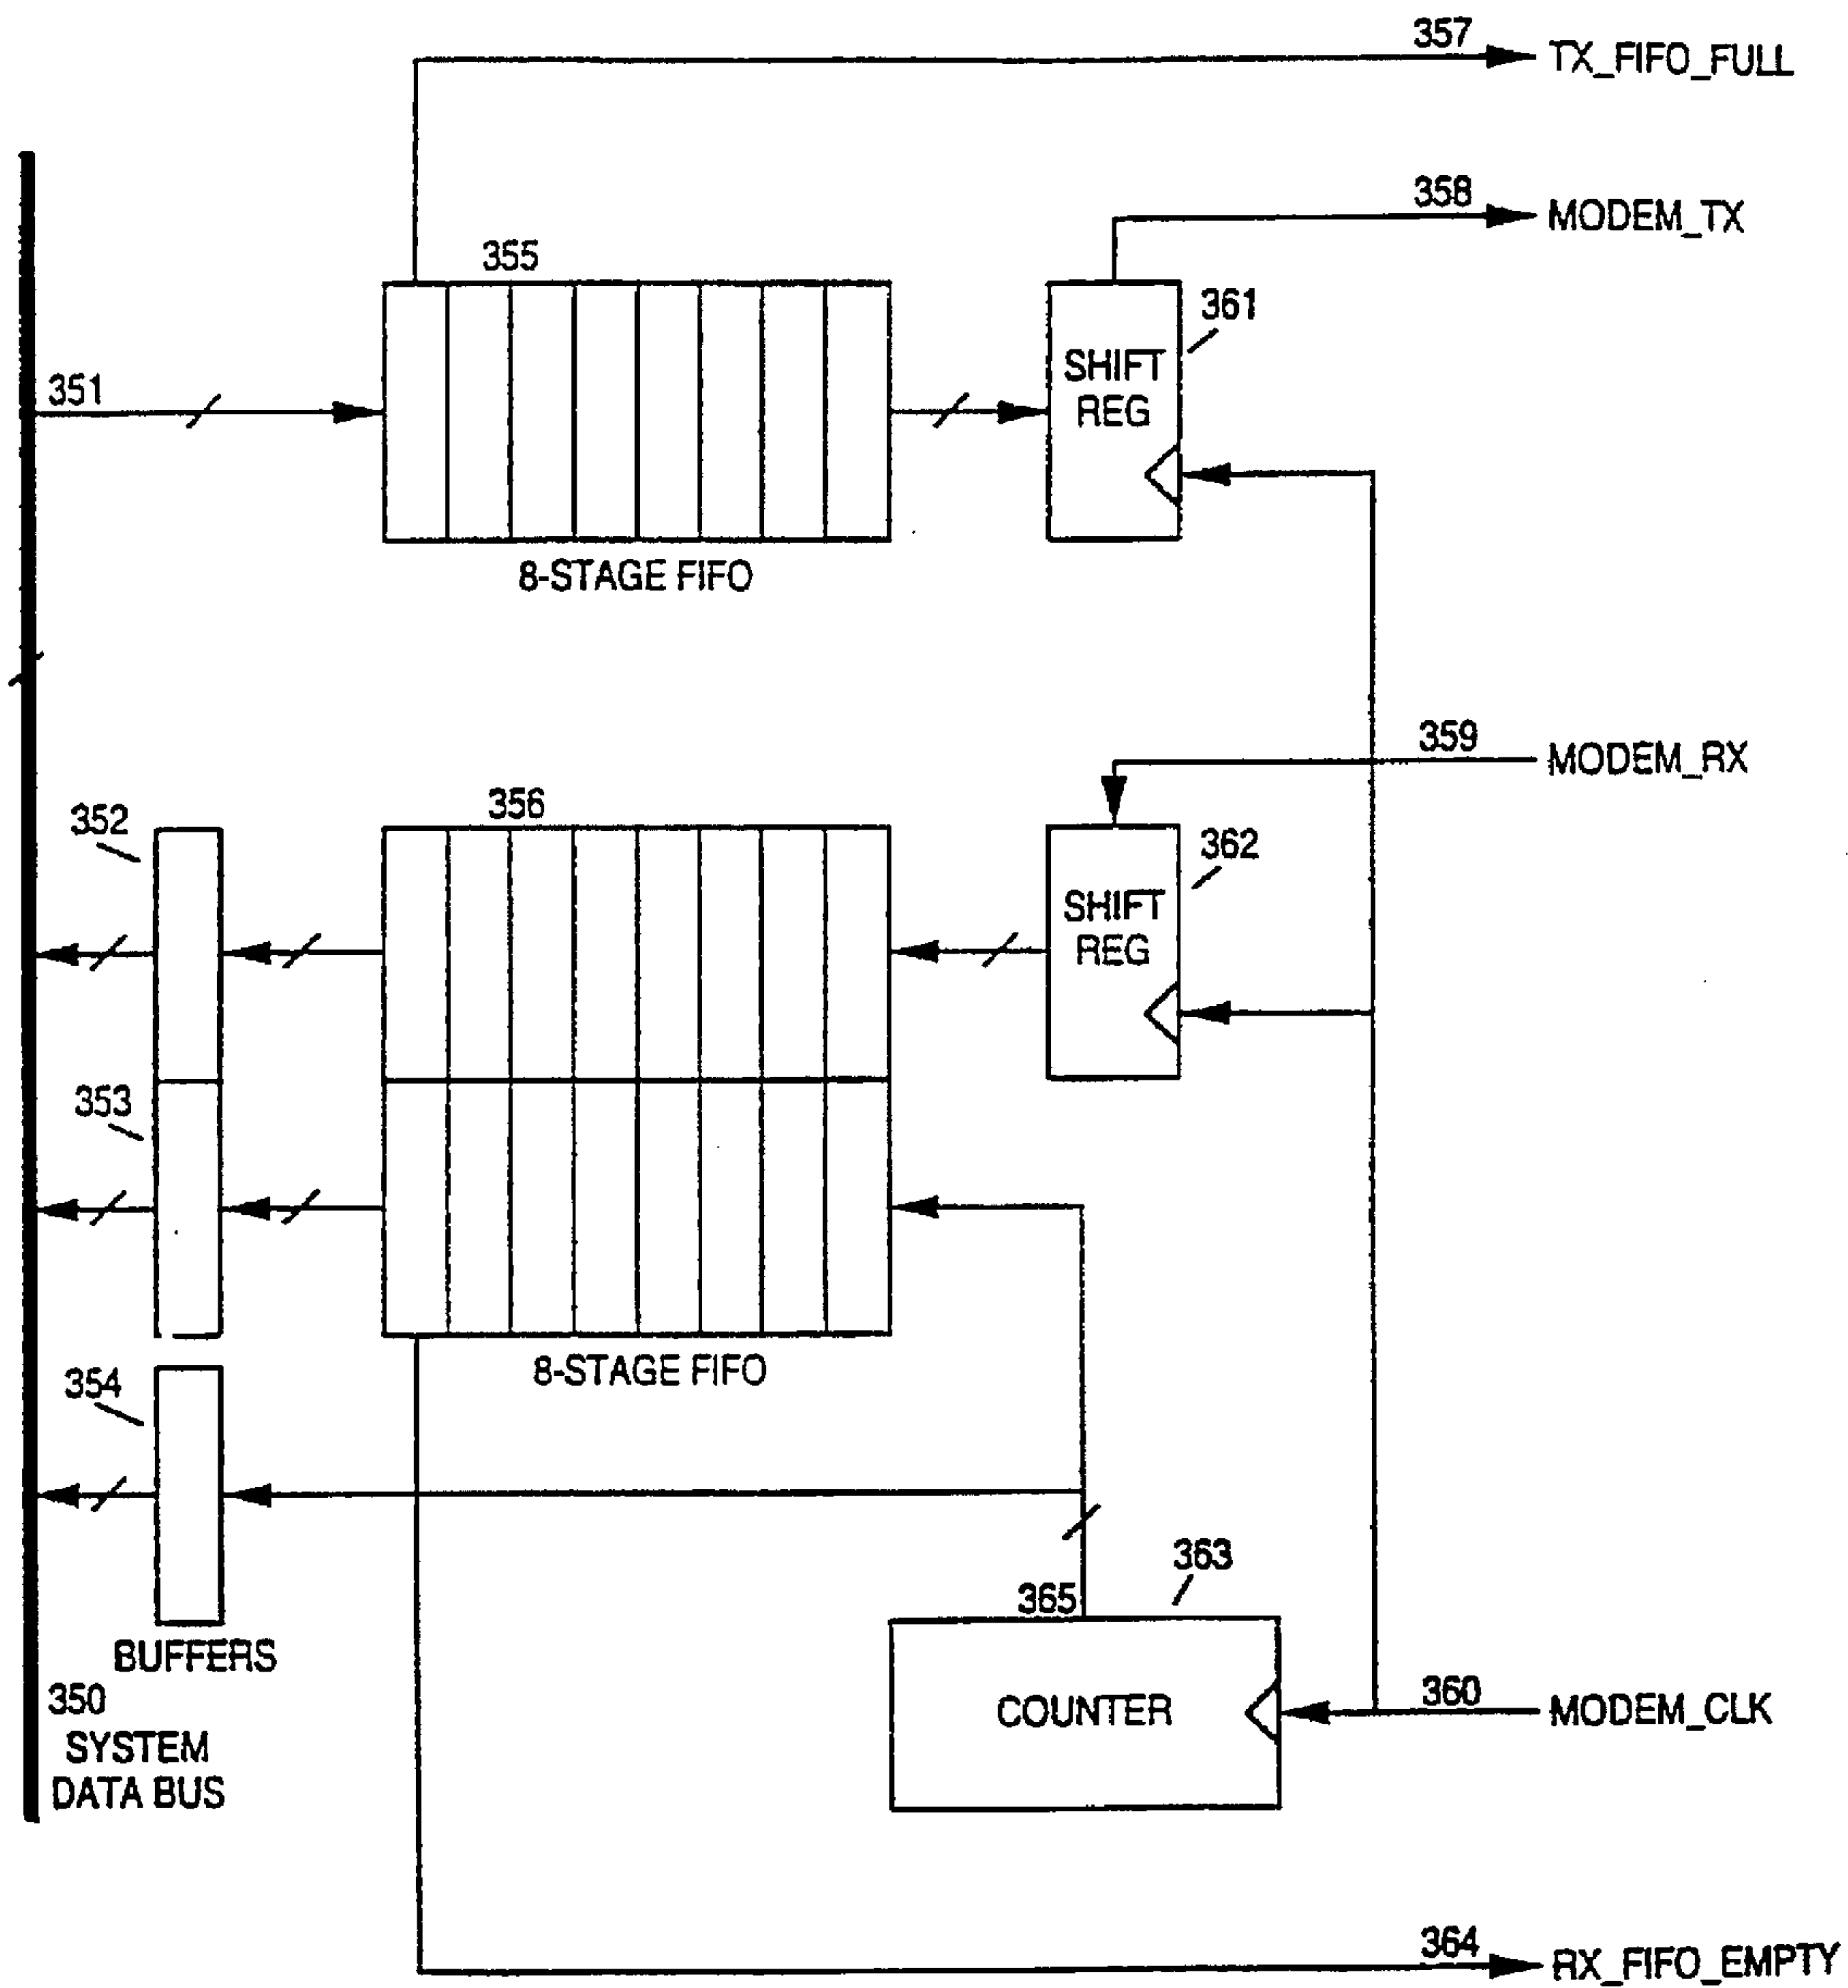 357
TX_FIFO_FULL
358
MODEM_TX
355
361
SHIFT
REG
351
8-STAGE FIFO
359
MODEM_RX
352
356
362
SHIFT
REG
353
354
8-STAGE FIFO
363
365
BUFFERS
350
SYSTEM
DATA BUS
COUNTER
360
MODEM_CLK
364
RX_FIFO_EMPTY